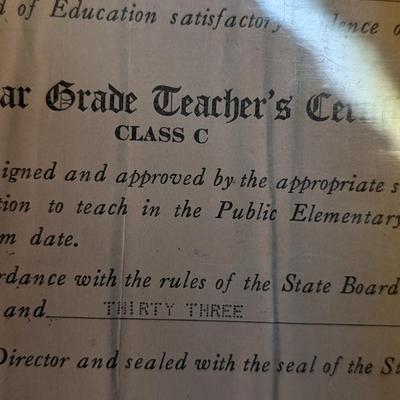 d of Education satisfactory
ar Grade Teacher's
CLASS C
igned and approved by the appropriate s
tion to teach in the Public Elementary
m date.
rdance with the rules of the State Board
and THIRTY THREE
Director and sealed with the seal of the St